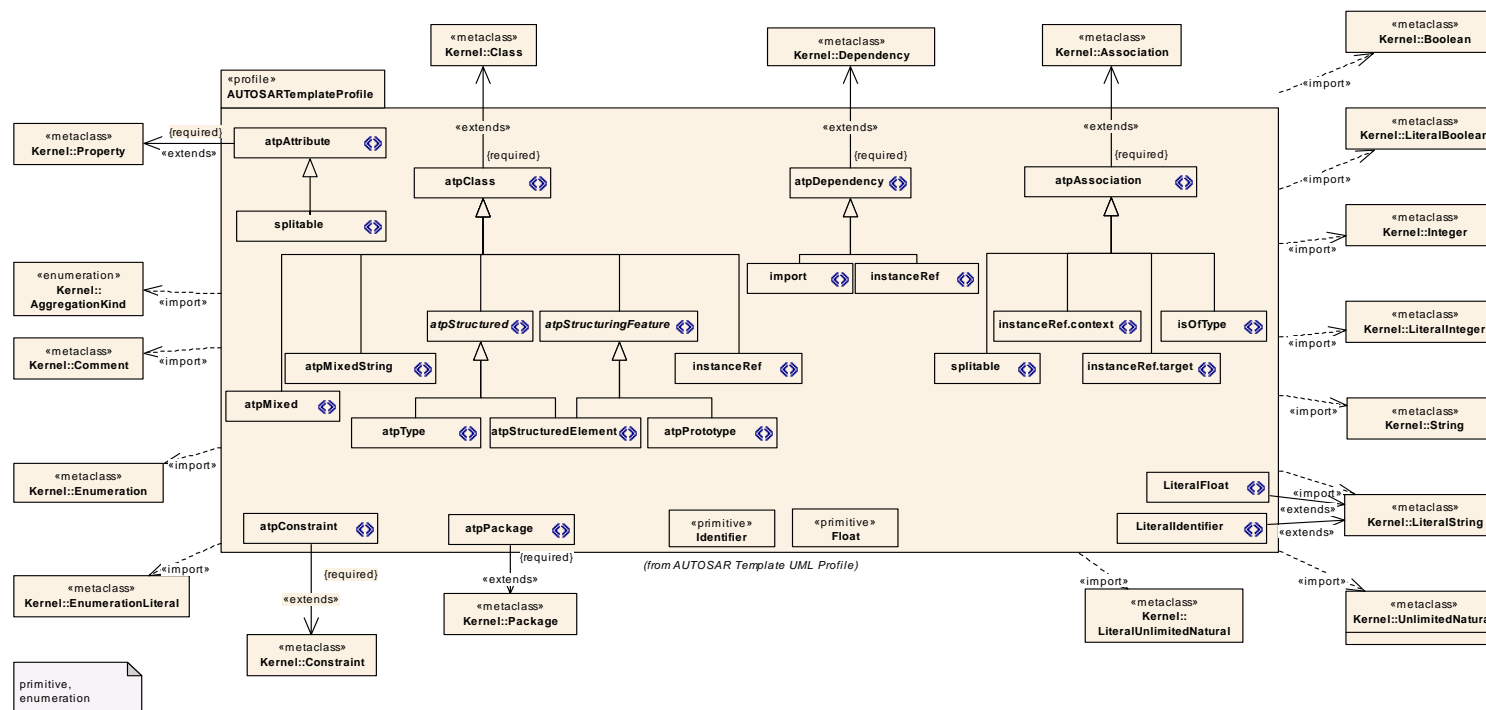 «metaclass»
Kernel::Class
«metaclass»
Kernel::Dependency
«metaclass»
Kernel::Association
«metaclass»
Kernel::Boolean
«import»
«profile»
AUTOSARTemplateProfile
«metaclass»
Kernel::Property
{required}
«extends»
atpAttribute
splitable
«extends»
{required}
atpClass
«extends»
{required}
atpDependency
«extends»
{required}
atpAssociation
«metaclass»
Kernel::LiteralBoolean
«import»
«metaclass»
Kernel::Integer
«import»
«enumeration»
Kernel::
AggregationKind
«import»
import
instanceRef
atpStructured
atpStructuringFeature
instanceRef.context
isOfType
«metaclass»
Kernel::LiteralInteger
«import»
«metaclass»
Kernel::Comment
«import»
atpMixedString
instanceRef
splitable
instanceRef.target
atpMixed
atpType
atpStructuredElement
atpPrototype
«metaclass»
Kernel::String
«import»
«metaclass»
Kernel::Enumeration
«import»
LiteralFloat
«import»
«extends»
«metaclass»
Kernel::LiteralString
LiteralIdentifier
«extends»
atpConstraint
atpPackage
«primitive»
Identifier
«primitive»
Float
{required}
(from AUTOSAR Template UML Profile)
«metaclass»
Kernel::EnumerationLiteral
«import»
{required}
«extends»
«extends»
«metaclass»
Kernel::Package
«metaclass»
Kernel::Constraint
«import»
«metaclass»
Kernel::
LiteralUnlimitedNatural
«import»
«metaclass»
Kernel::UnlimitedNatura
primitive,
enumeration